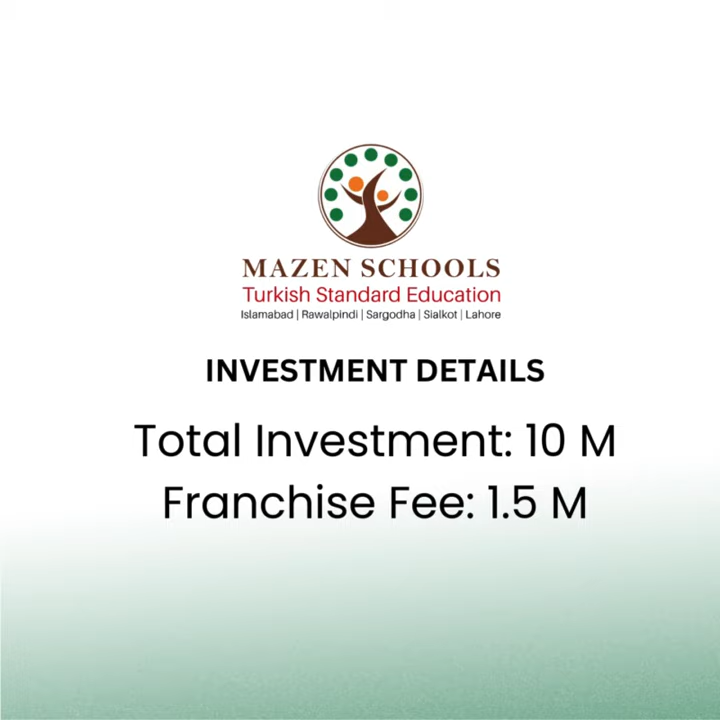 MAZEN SCHOOLS
Turkish Standard Education
Islamabad | Rawalpindi | Sargodha | Sialkot | Lahore
INVESTMENT DETAILS
Total Investment: 10 M
Franchise Fee: 1.5 M